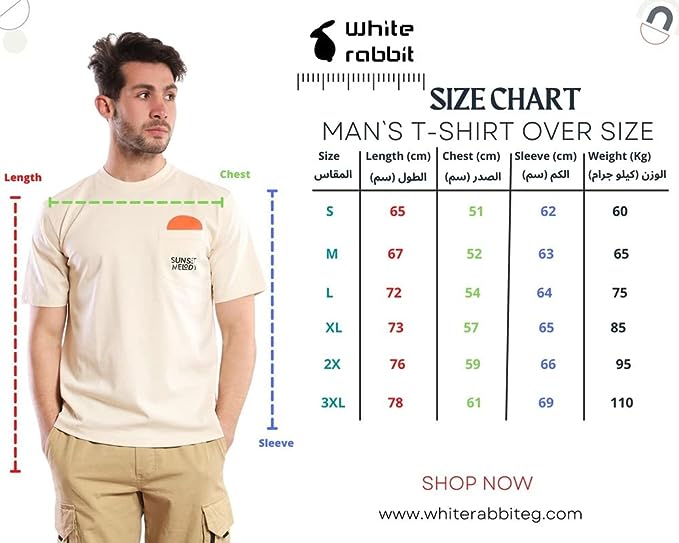 White
rabbit
SIZE CHART
MAN`S T-SHIRT OVER SIZE
Size Length (cm) Chest (cm) Sleeve (cm) Weight (Kg)
المقاس الطول (سم) الصدر (سم) الكم (سم) الوزن (كيلو جرام)
S 65 51 62 60
M 67 52 63 65
L 72 54 64 75
XL 73 57 65 85
2X 76 59 66 95
3XL 78 61 69 110
Length
Chest
SUNSET
MELODY
Sleeve
SHOP NOW
www.whiterabbiteg.com